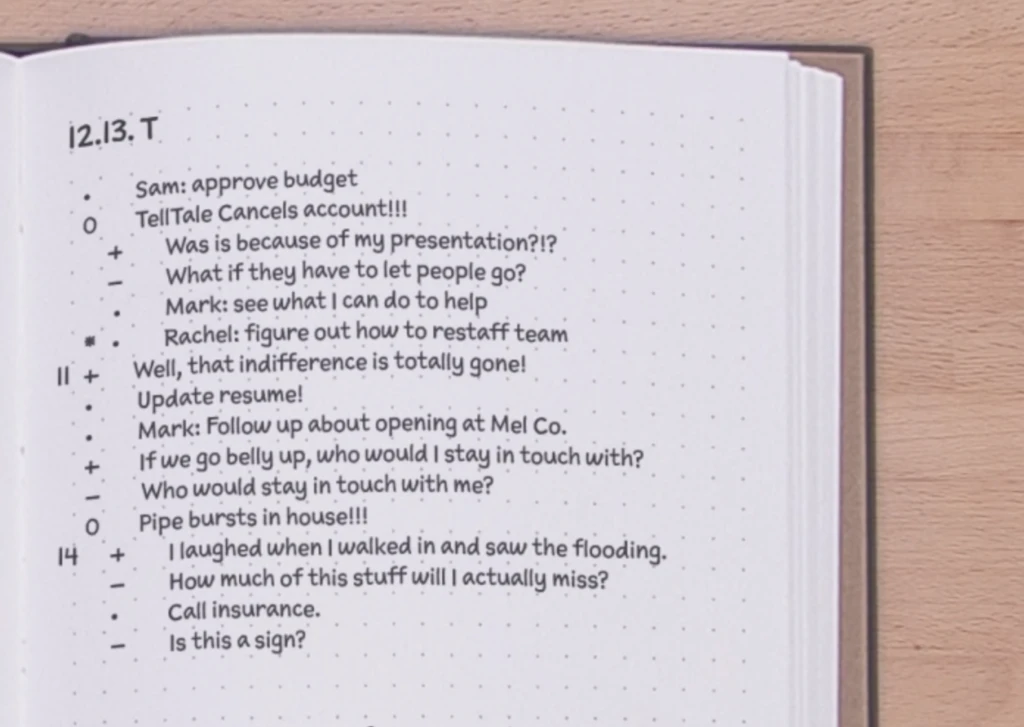 12.13. T
. Sam: approve budget
O TellTale Cancels account!!!
+ Was is because of my presentation?!?
– What if they have to let people go?
. Mark: see what I can do to help
* . Rachel: figure out how to restaff team
11 + Well, that indifference is totally gone!
. Update resume!
. Mark: Follow up about opening at Mel Co.
+ If we go belly up, who would I stay in touch with?
– Who would stay in touch with me?
O Pipe bursts in house!!!
14 + I laughed when I walked in and saw the flooding.
– How much of this stuff will I actually miss?
. Call insurance.
– Is this a sign?